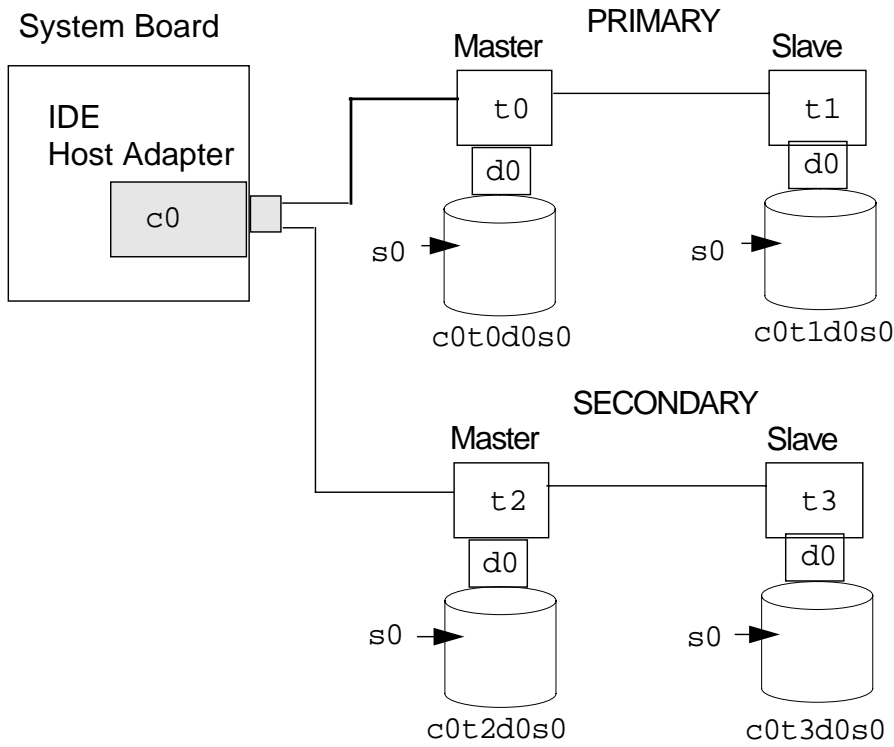 System Board
IDE
Host Adapter
c0
PRIMARY
Master
Slave
t0
t1
d0
d0
s0
s0
c0t0d0s0
c0t1d0s0
SECONDARY
Master
Slave
t2
t3
d0
d0
s0
s0
c0t2d0s0
c0t3d0s0